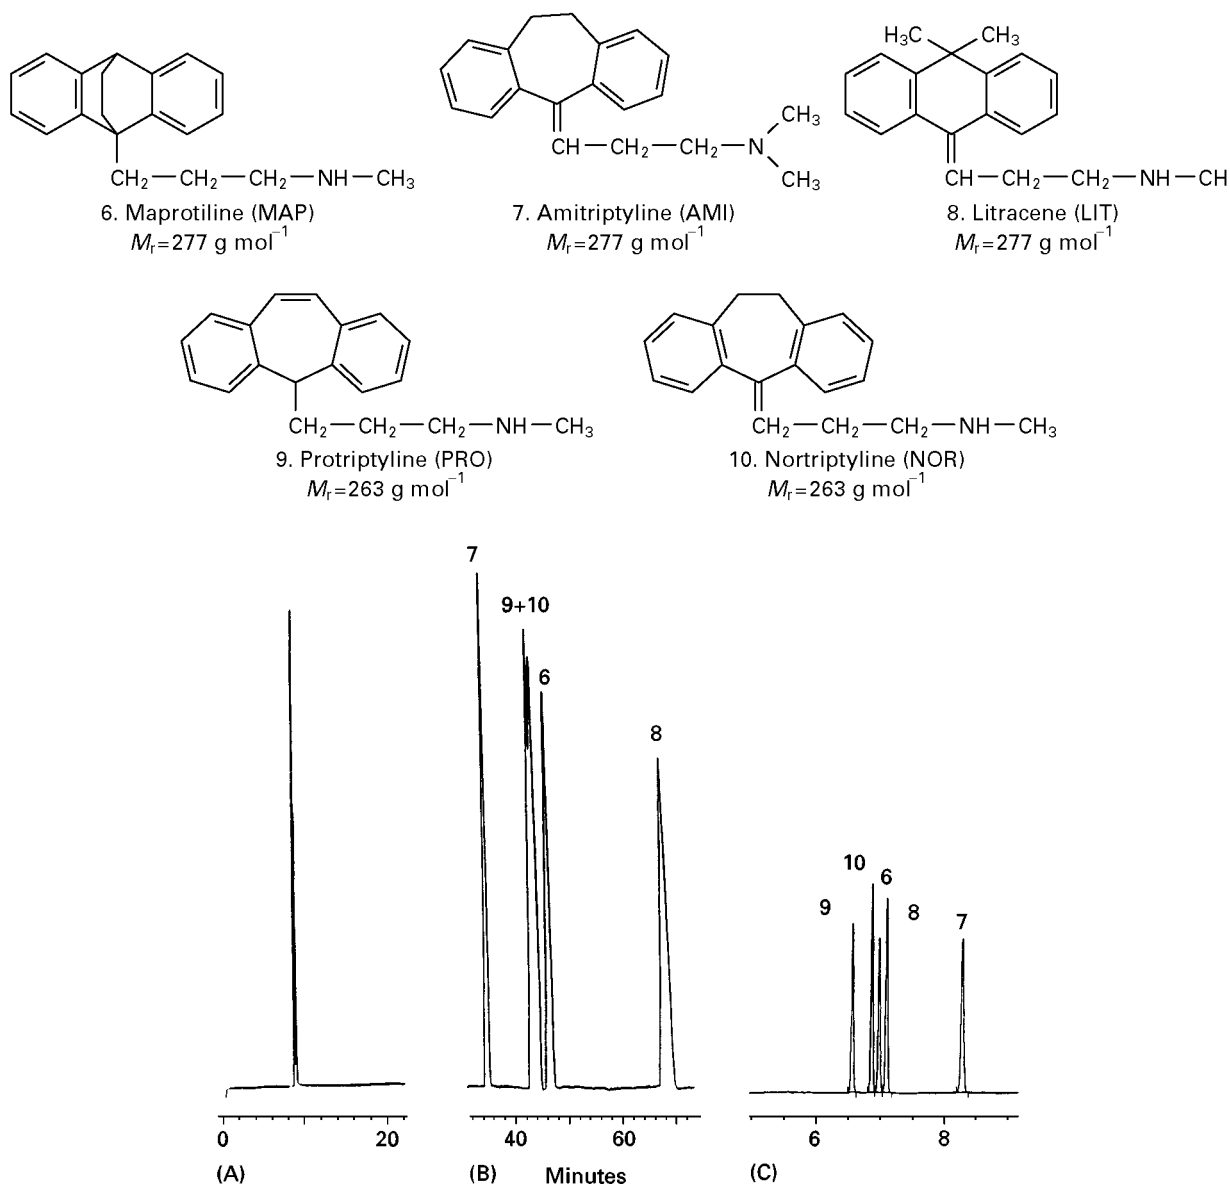 H₃C CH₃
CH₃
CH₂—CH₂—CH₂—NH—CH₃
CH—CH₂—CH₂—N
CH₃
CH—CH₂—CH₂—NH—CH
6. Maprotiline (MAP)
Mᵣ=277 g mol⁻¹
7. Amitriptyline (AMI)
Mᵣ=277 g mol⁻¹
8. Litracene (LIT)
Mᵣ=277 g mol⁻¹
CH₂—CH₂—CH₂—NH—CH₃
CH₂—CH₂—CH₂—NH—CH₃
9. Protriptyline (PRO)
Mᵣ=263 g mol⁻¹
10. Nortriptyline (NOR)
Mᵣ=263 g mol⁻¹
7
9+10
6
8
10
6
9
8
7
0 20
40 60
6 8
(A)
(B) Minutes
(C)